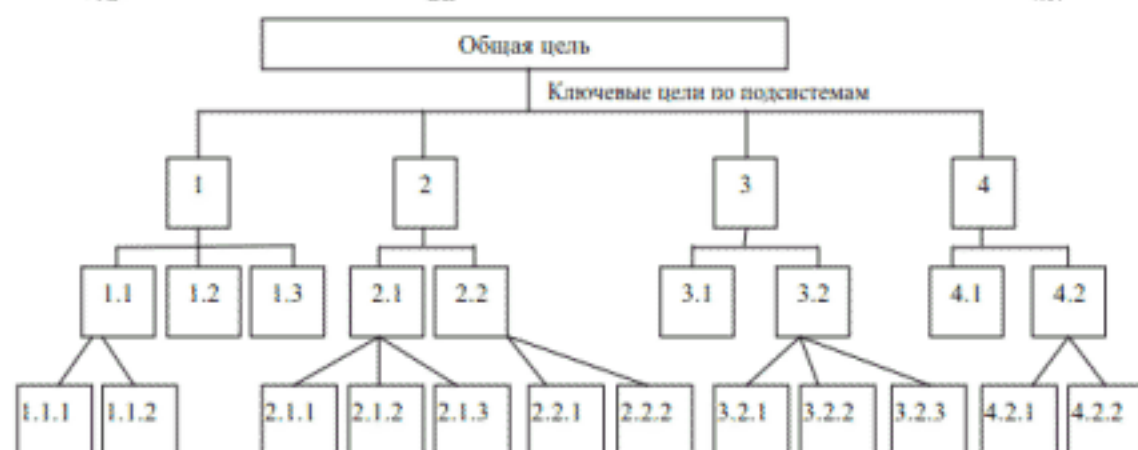 Общая цель
Ключевые цели по подсистемам
1 2 3 4
1.1 1.2 1.3 2.1 2.2 3.1 3.2 4.1 4.2
1.1.1 1.1.2 2.1.1 2.1.2 2.1.3 2.2.1 2.2.2 3.2.1 3.2.2 3.2.3 4.2.1 4.2.2